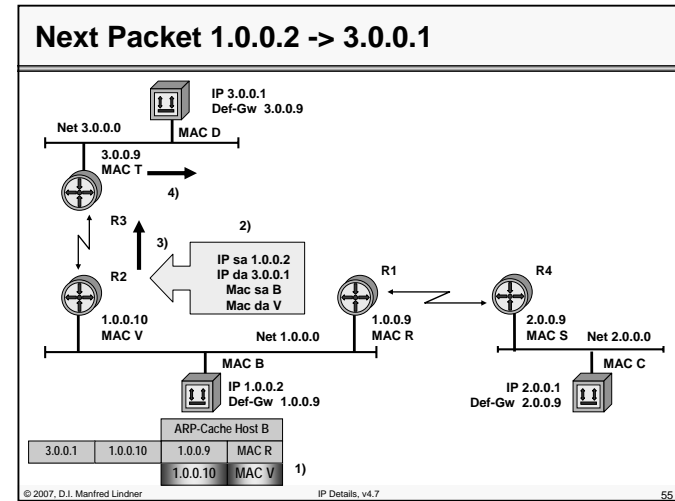 Next Packet 1.0.0.2 -> 3.0.0.1
IP 3.0.0.1
Def-Gw 3.0.0.9
Net 3.0.0.0
MAC D
3.0.0.9
MAC T
4)
R3
2)
3)
IP sa 1.0.0.2
IP da 3.0.0.1
Mac sa B
Mac da V
R2
R1
R4
1.0.0.10
MAC V
Net 1.0.0.0
1.0.0.9
MAC R
2.0.0.9
MAC S
Net 2.0.0.0
MAC B
MAC C
IP 1.0.0.2
Def-Gw 1.0.0.9
IP 2.0.0.1
Def-Gw 2.0.0.9
ARP-Cache Host B
3.0.0.1 1.0.0.10 1.0.0.9 MAC R
1.0.0.10 MAC V 1)
© 2007, D.I. Manfred Lindner IP Details, v4.7 55